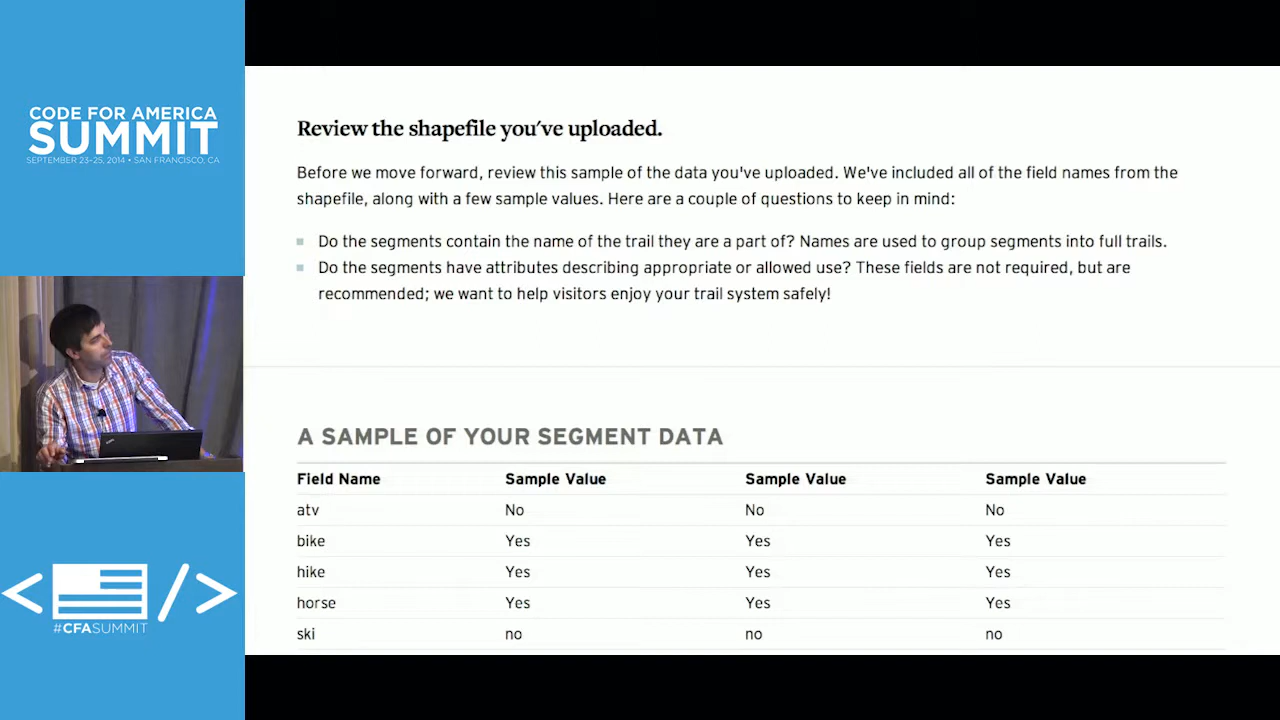 CODE FOR AMERICA
SUMMIT
SEPTEMBER 23-25, 2014 • SAN FRANCISCO, CA
#CFASUMMIT
Review the shapefile you've uploaded.
Before we move forward, review this sample of the data you've uploaded. We've included all of the field names from the
shapefile, along with a few sample values. Here are a couple of questions to keep in mind:
Do the segments contain the name of the trail they are a part of? Names are used to group segments into full trails.
Do the segments have attributes describing appropriate or allowed use? These fields are not required, but are
recommended; we want to help visitors enjoy your trail system safely!
A SAMPLE OF YOUR SEGMENT DATA
Field Name Sample Value Sample Value Sample Value
atv No No No
bike Yes Yes Yes
hike Yes Yes Yes
horse Yes Yes Yes
ski no no no